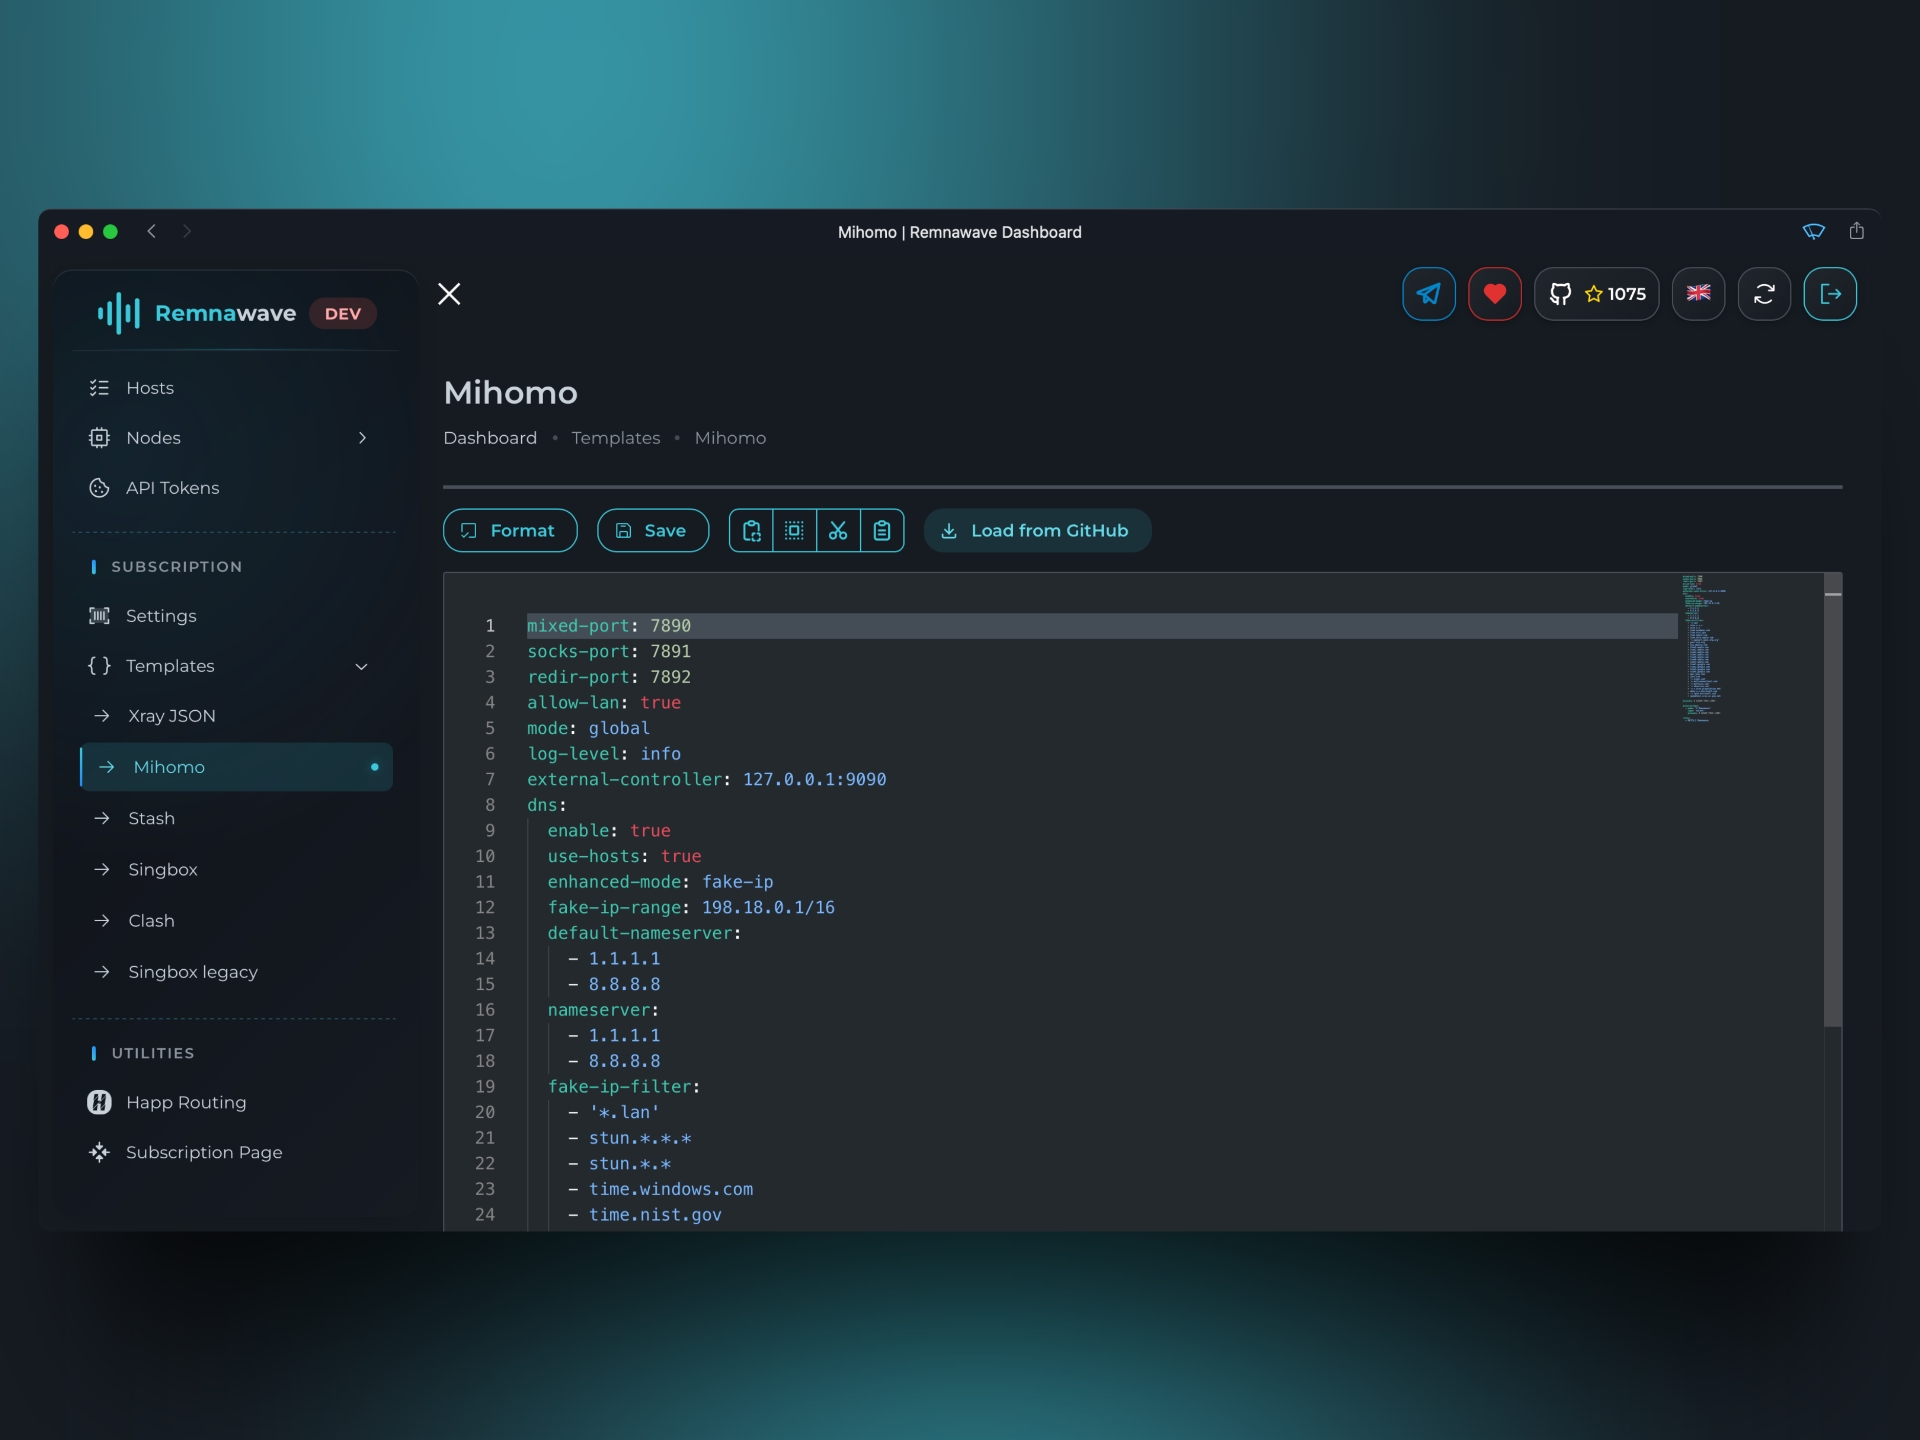 Mihomo | Remnawave Dashboard
Remnawave DEV
1075
Hosts
Nodes
API Tokens
SUBSCRIPTION
Settings
Templates
Xray JSON
Mihomo
Stash
Singbox
Clash
Singbox legacy
UTILITIES
Happ Routing
Subscription Page
Mihomo
Dashboard • Templates • Mihomo
Format Save Load from GitHub
1 mixed-port: 7890
2 socks-port: 7891
3 redir-port: 7892
4 allow-lan: true
5 mode: global
6 log-level: info
7 external-controller: 127.0.0.1:9090
8 dns:
9 enable: true
10 use-hosts: true
11 enhanced-mode: fake-ip
12 fake-ip-range: 198.18.0.1/16
13 default-nameserver:
14 - 1.1.1.1
15 - 8.8.8.8
16 nameserver:
17 - 1.1.1.1
18 - 8.8.8.8
19 fake-ip-filter:
20 - '*.lan'
21 - stun.*.*.*
22 - stun.*.*
23 - time.windows.com
24 - time.nist.gov